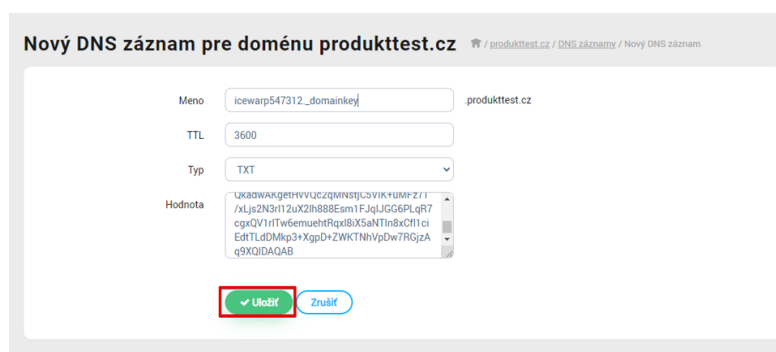 Nový DNS záznam pre doménu produkttest.cz / produkttest.cz / DNS záznamy / Nový DNS záznam
Meno icewarp547312._domainkey .produkttest.cz
TTL 3600
Typ TXT
Hodnota
/xLjs2N3rl12uX2lh888Esm1FJqIJGG6PLqR7
cgxQV1rITw6emuehtRqxl8iX5aNTIn8xCfl1ci
EdtTLdDMkp3+XgpD+ZWKTNhVpDw7RGjzA
q9XQIDAQAB
Uložiť Zrušiť